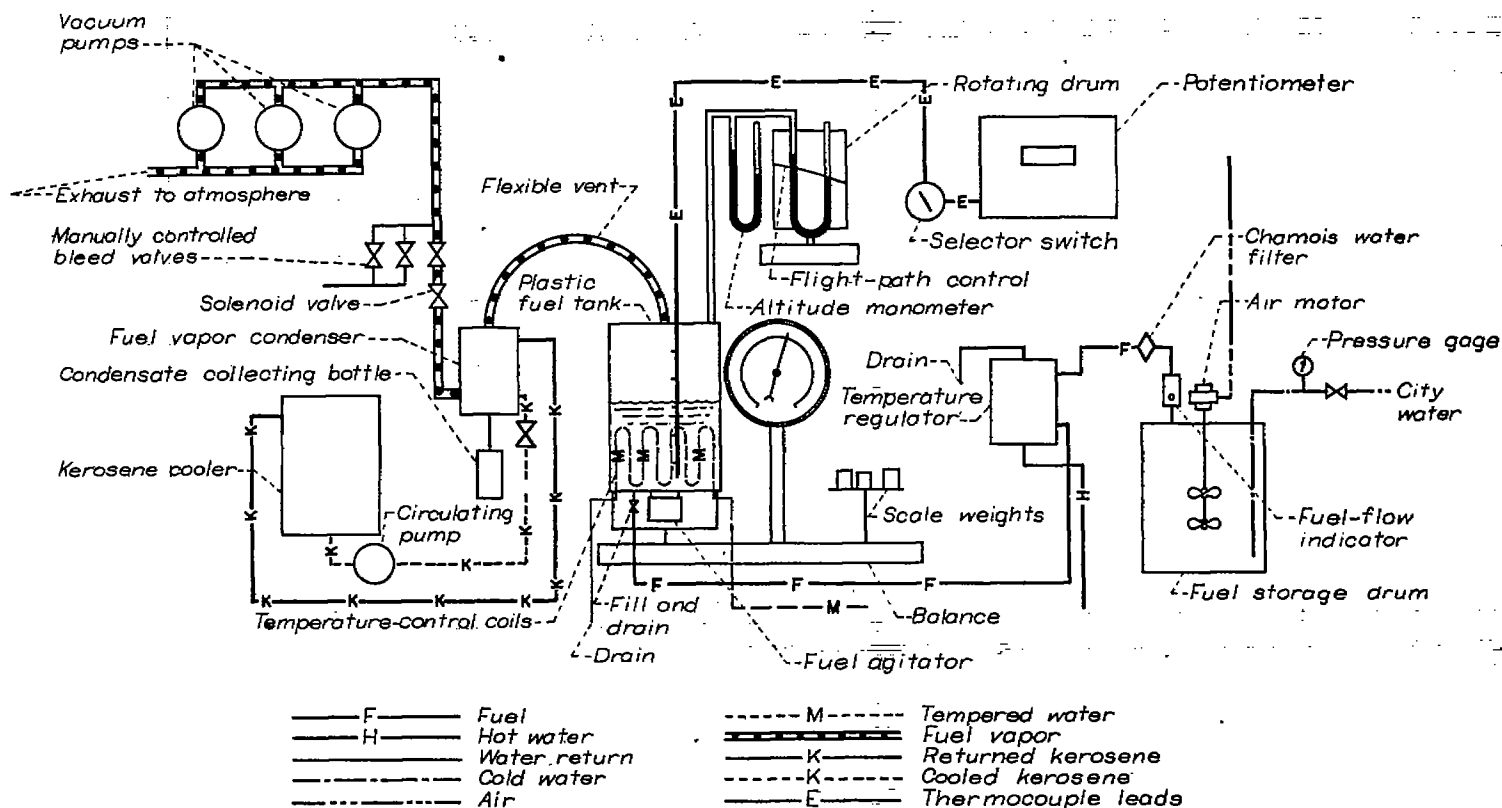 Vacuum
pumps
Exhaust to atmosphere
Manually controlled
bleed valves
Solenoid valve
Fuel vapor condenser
Condensate collecting bottle
Kerosene cooler
Circulating
pump
Flexible vent
Plastic
fuel tank
Rotating drum
Potentiometer
Selector switch
Flight-path control
Altitude manometer
Chamois water
filter
Air motor
Pressure gage
City
water
Drain
Temperature
regulator
Scale weights
Fuel-flow
indicator
Fuel storage drum
Temperature-control coils
Fill and
drain
Drain
Balance
Fuel agitator
E E
E
E
E
E
K
K
K
K
K
K
K
K K K K
M M M
F F F
M
F
H
F Fuel
H Hot water
Water return
Cold water
Air
M Tempered water
Fuel vapor
K Returned kerosene
K Cooled kerosene
E Thermocouple leads